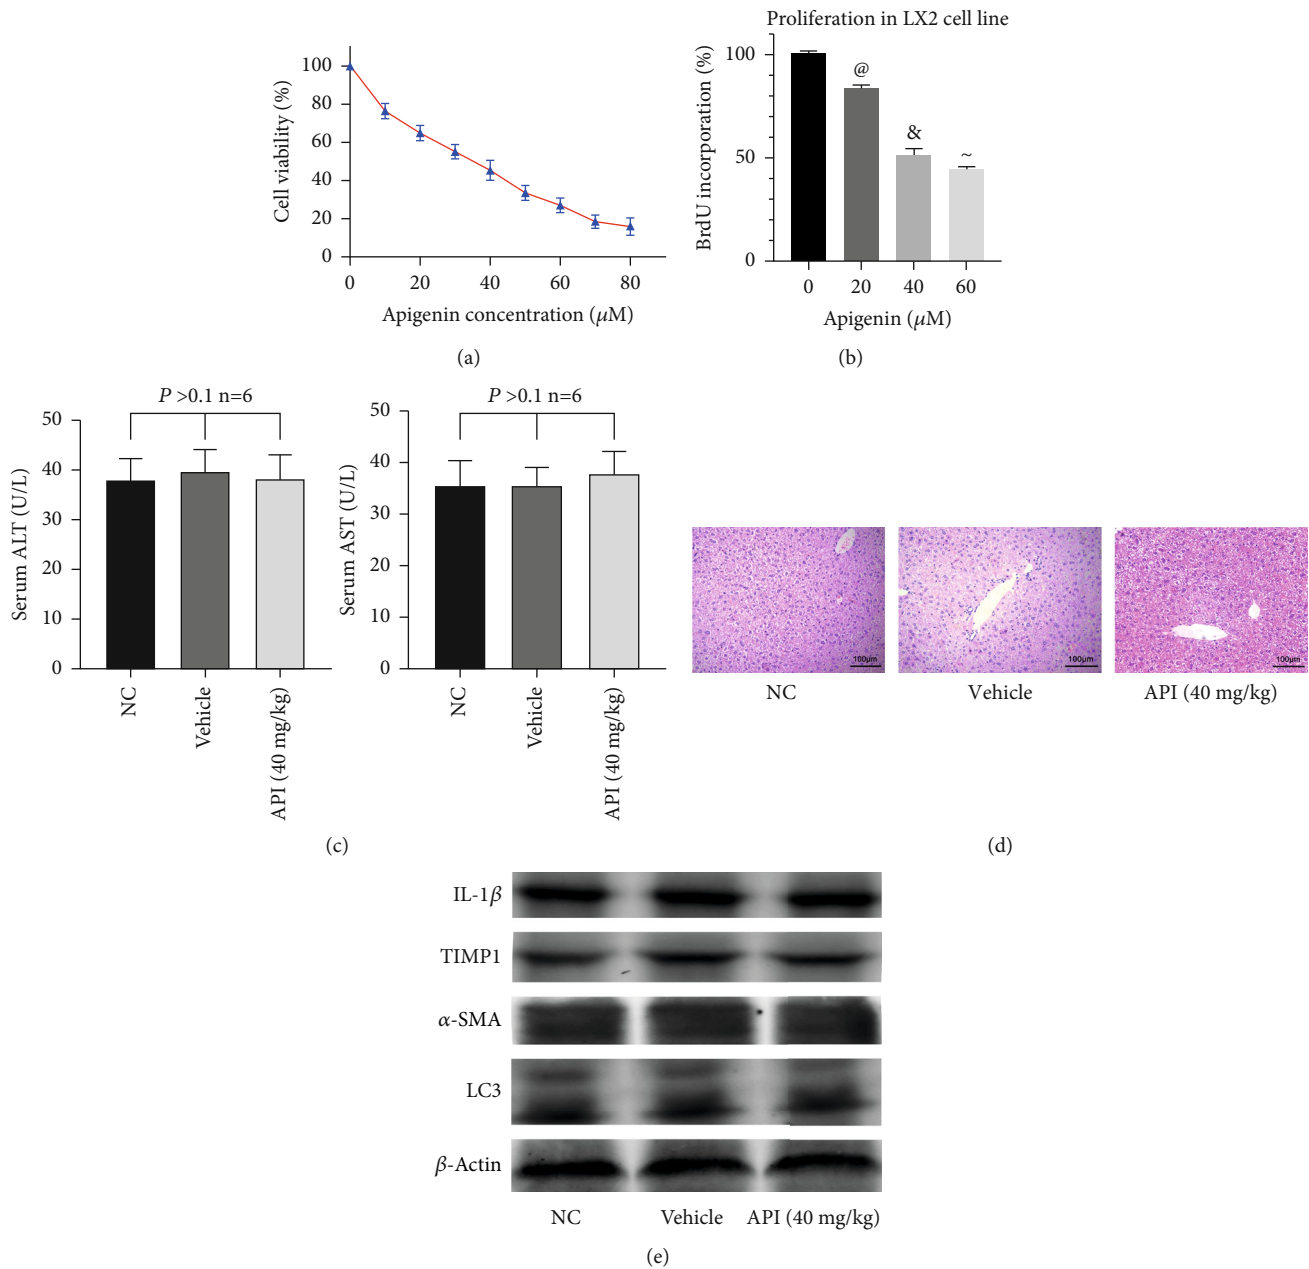 100
80
60
40
20
0
Cell viability (%)
0 20 40 60 80
Apigenin concentration (μM)
(a)
Proliferation in LX2 cell line
100
50
0
BrdU incorporation (%)
@
&
~
0 20 40 60
Apigenin (μM)
(b)
P >0.1 n=6
50
40
30
20
10
0
Serum ALT (U/L)
NC
Vehicle
API (40 mg/kg)
P >0.1 n=6
50
40
30
20
10
0
Serum AST (U/L)
NC
Vehicle
API (40 mg/kg)
(c)
100μm
100μm
100μm
NC Vehicle API (40 mg/kg)
(d)
IL-1β
TIMP1
α-SMA
LC3
β-Actin
NC Vehicle API (40 mg/kg)
(e)